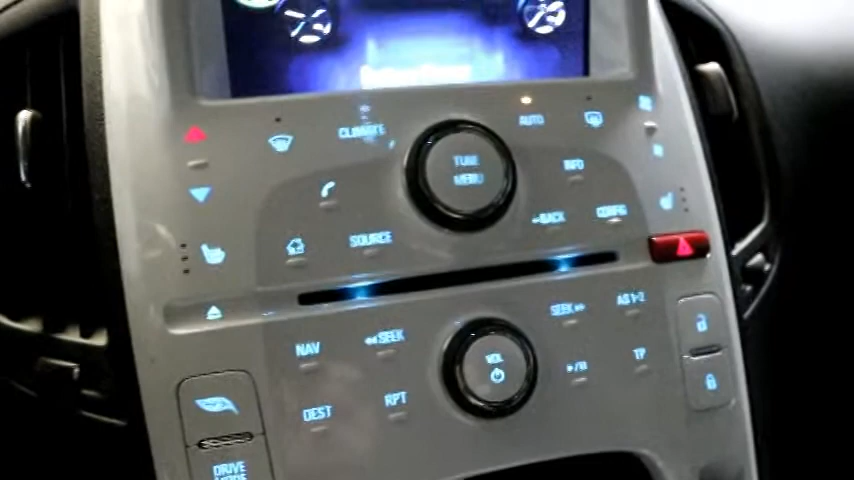 CLIMATE
AUTO
TUNE
MENU
INFO
SOURCE
BACK
CONFIG
NAV
SEEK
SEEK
AS 1-2
VOL
TP
DEST
RPT
DRIVE
MODE